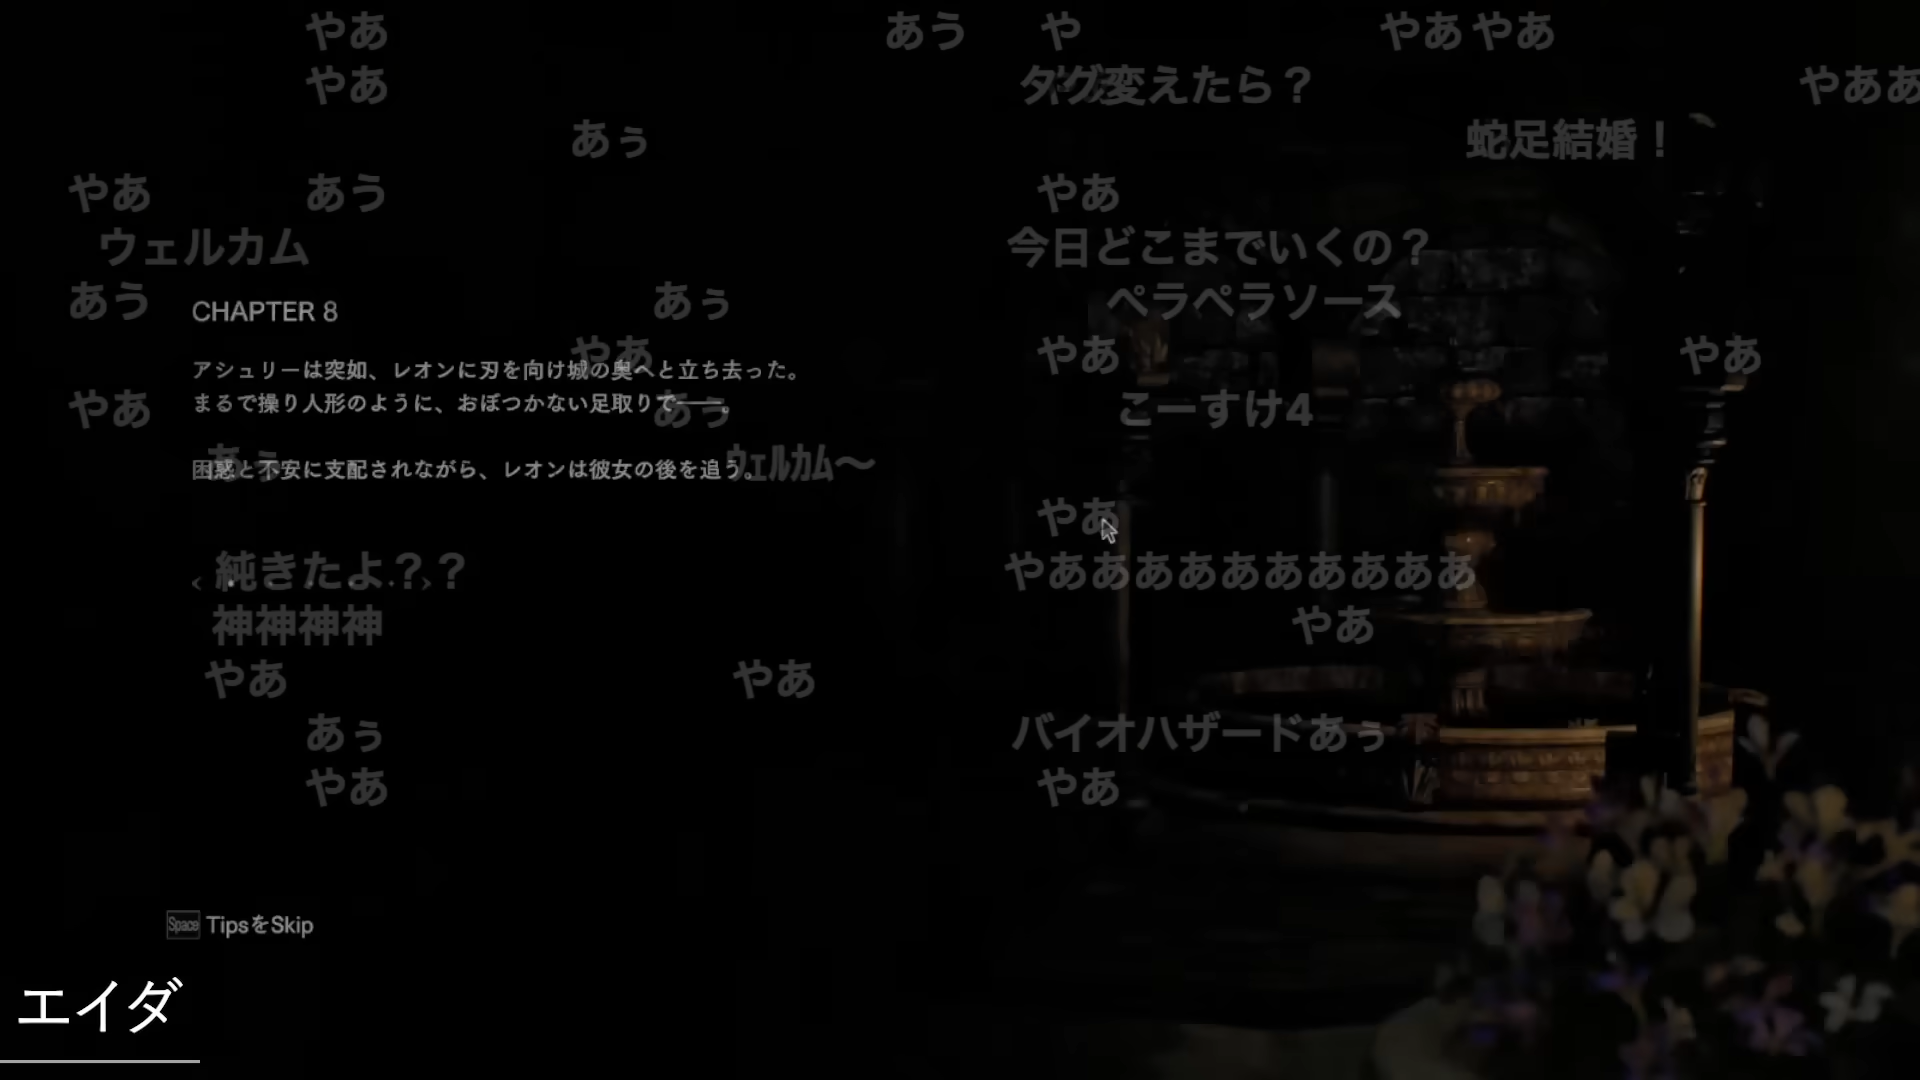 やあ あう や やあ やあ
やあ タグ変えたら？ やああ
あぅ 蛇足結婚！
やあ あう やあ
ウェルカム 今日どこまでいくの？
あう あぅ ペラペラソース
CHAPTER 8
やあ やあ やあ
アシュリーは突如、レオンに刃を向け城の奥へと立ち去った。
まるで操り人形のように、おぼつかない足取りで──。
やあ あぅ こーすけ4
あぅ ｳｪﾙｶﾑ～
困惑と不安に支配されながら、レオンは彼女の後を追う。
やあ
純きたよ？？ やああああああああああ
神神神神 やあ
やあ やあ
あぅ バイオハザードあぅ
やあ やあ
Space TipsをSkip
エイダ